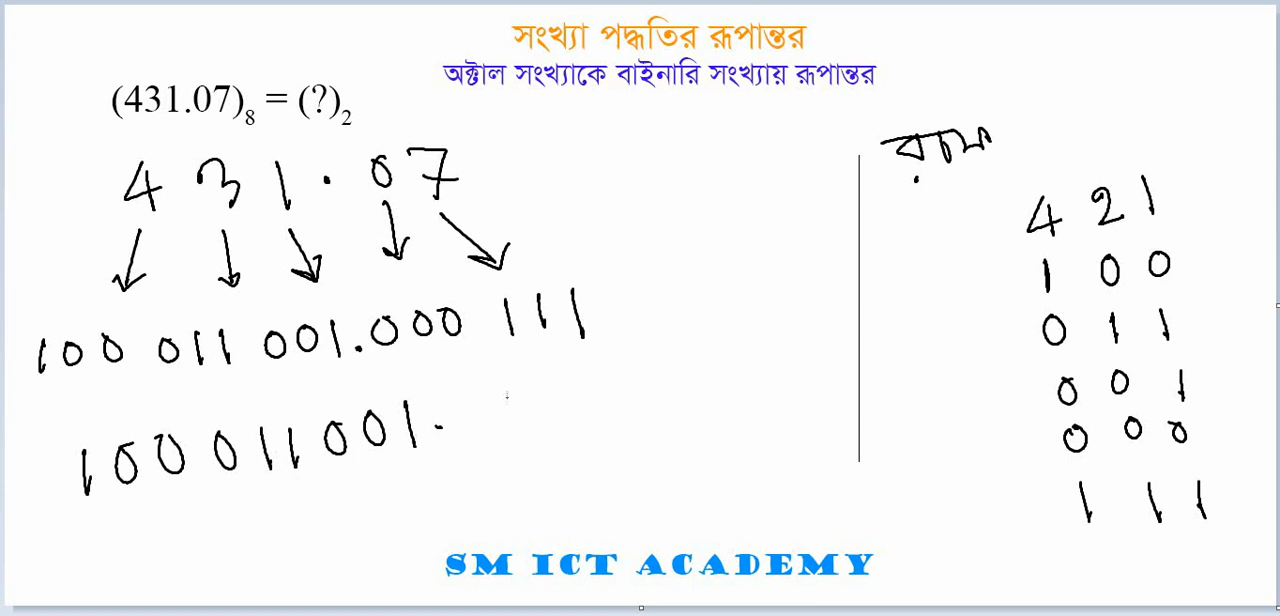 সংখ্যা পদ্ধতির রূপান্তর
অক্টাল সংখ্যাকে বাইনারি সংখ্যায় রূপান্তর
(431.07)8 = (?)2
4 3 1 . 0 7
100 011 001.000 111
100011001.
রাফ
4 2 1
1 0 0
0 1 1
0 0 1
0 0 0
1 1 1
SM ICT ACADEMY